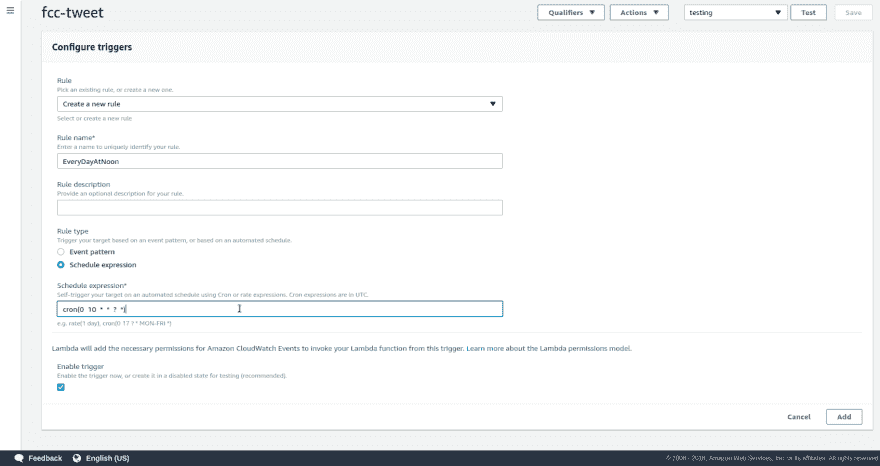 fcc-tweet
Qualifiers
Actions
testing
Test
Save
Configure triggers
Rule
Pick an existing rule, or create a new one.
Create a new rule
Select or create a new rule
Rule name*
Enter a name to uniquely identify your rule.
EveryDayAtNoon
Rule description
Provide an optional description for your rule.
Rule type
Trigger your target based on an event pattern, or based on an automated schedule.
Event pattern
Schedule expression
Schedule expression*
Self-trigger your target on an automated schedule using Cron or rate expressions. Cron expressions are in UTC.
cron(0 10 * * ? *)
e.g. rate(1 day), cron(0 17 ? * MON-FRI *)
Lambda will add the necessary permissions for Amazon CloudWatch Events to invoke your Lambda function from this trigger. Learn more about the Lambda permissions model.
Enable trigger
Enable the trigger now, or create it in a disabled state for testing (recommended).
Cancel
Add
Feedback
English (US)
© 2008 - 2018, Amazon Web Services, Inc. or its affiliates. All rights reserved.